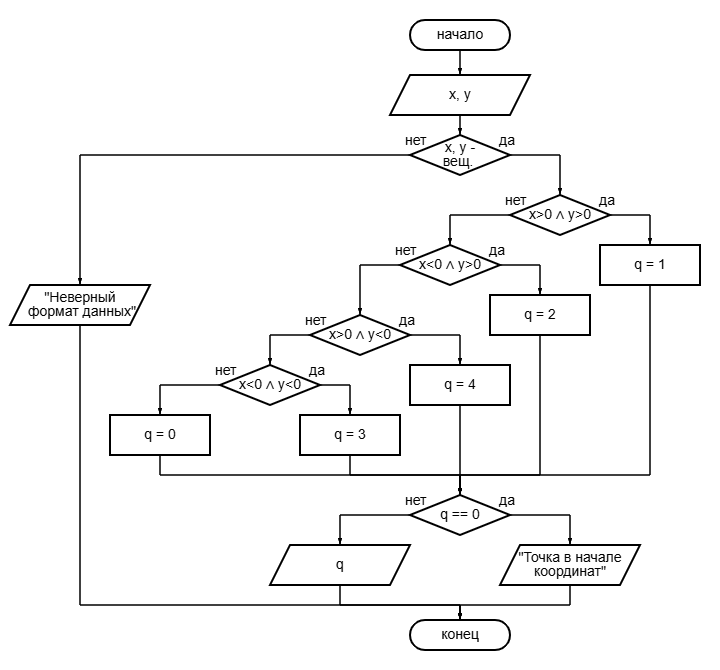 начало
x, y
нет
да
x, y -
вещ.
нет
да
x>0 ∧ y>0
нет
да
x<0 ∧ y>0
q = 1
"Неверный
формат данных"
q = 2
нет
да
x>0 ∧ y<0
нет
да
x<0 ∧ y<0
q = 4
q = 0
q = 3
нет
да
q == 0
q
"Точка в начале
координат"
конец